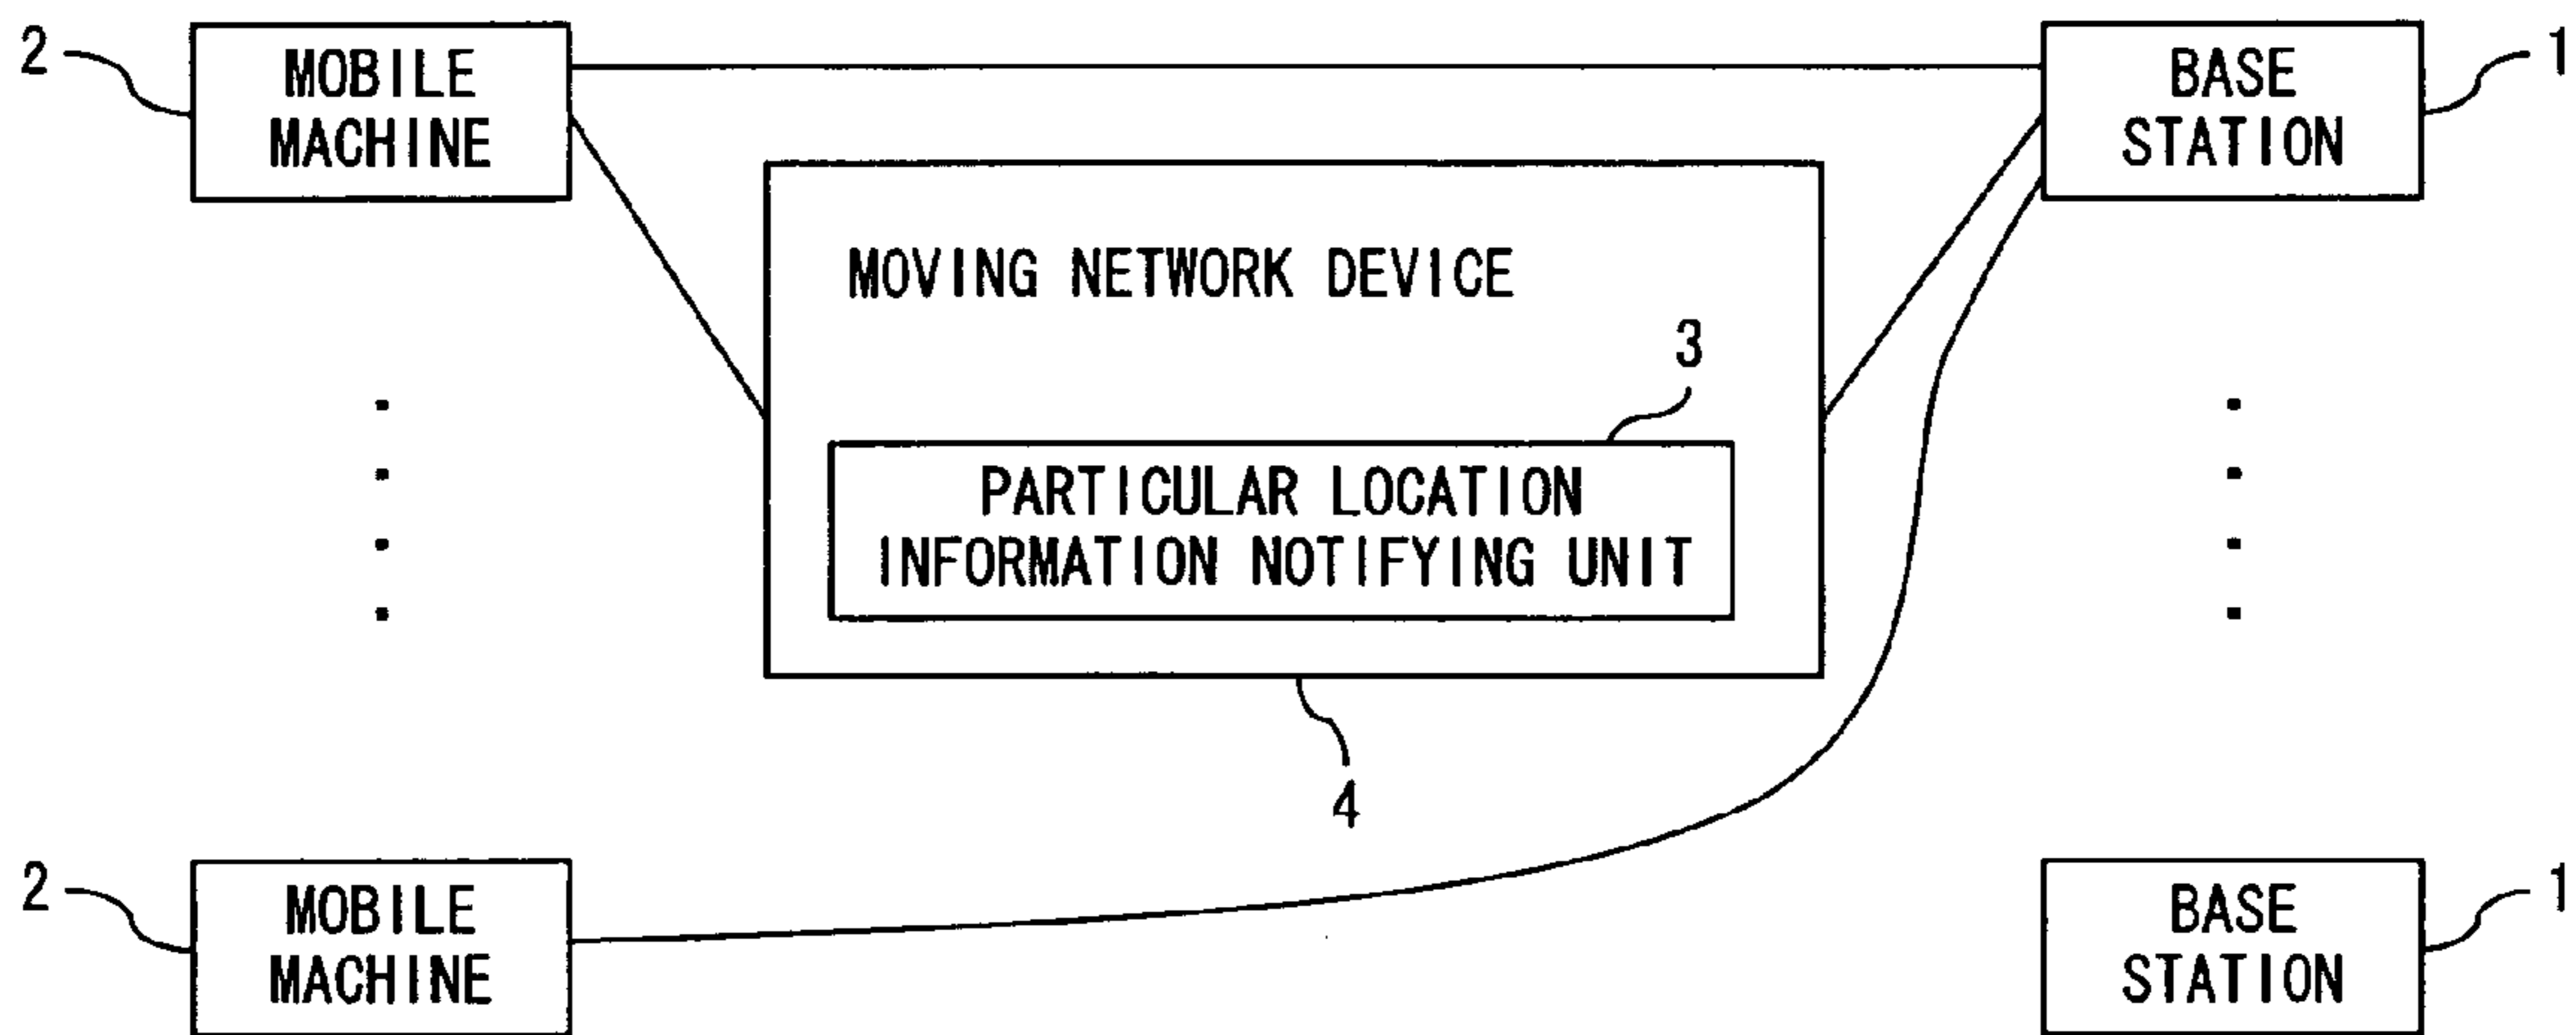 2
MOBILE
MACHINE
BASE
STATION
1
MOVING NETWORK DEVICE
3
PARTICULAR LOCATION
INFORMATION NOTIFYING UNIT
4
2
MOBILE
MACHINE
BASE
STATION
1